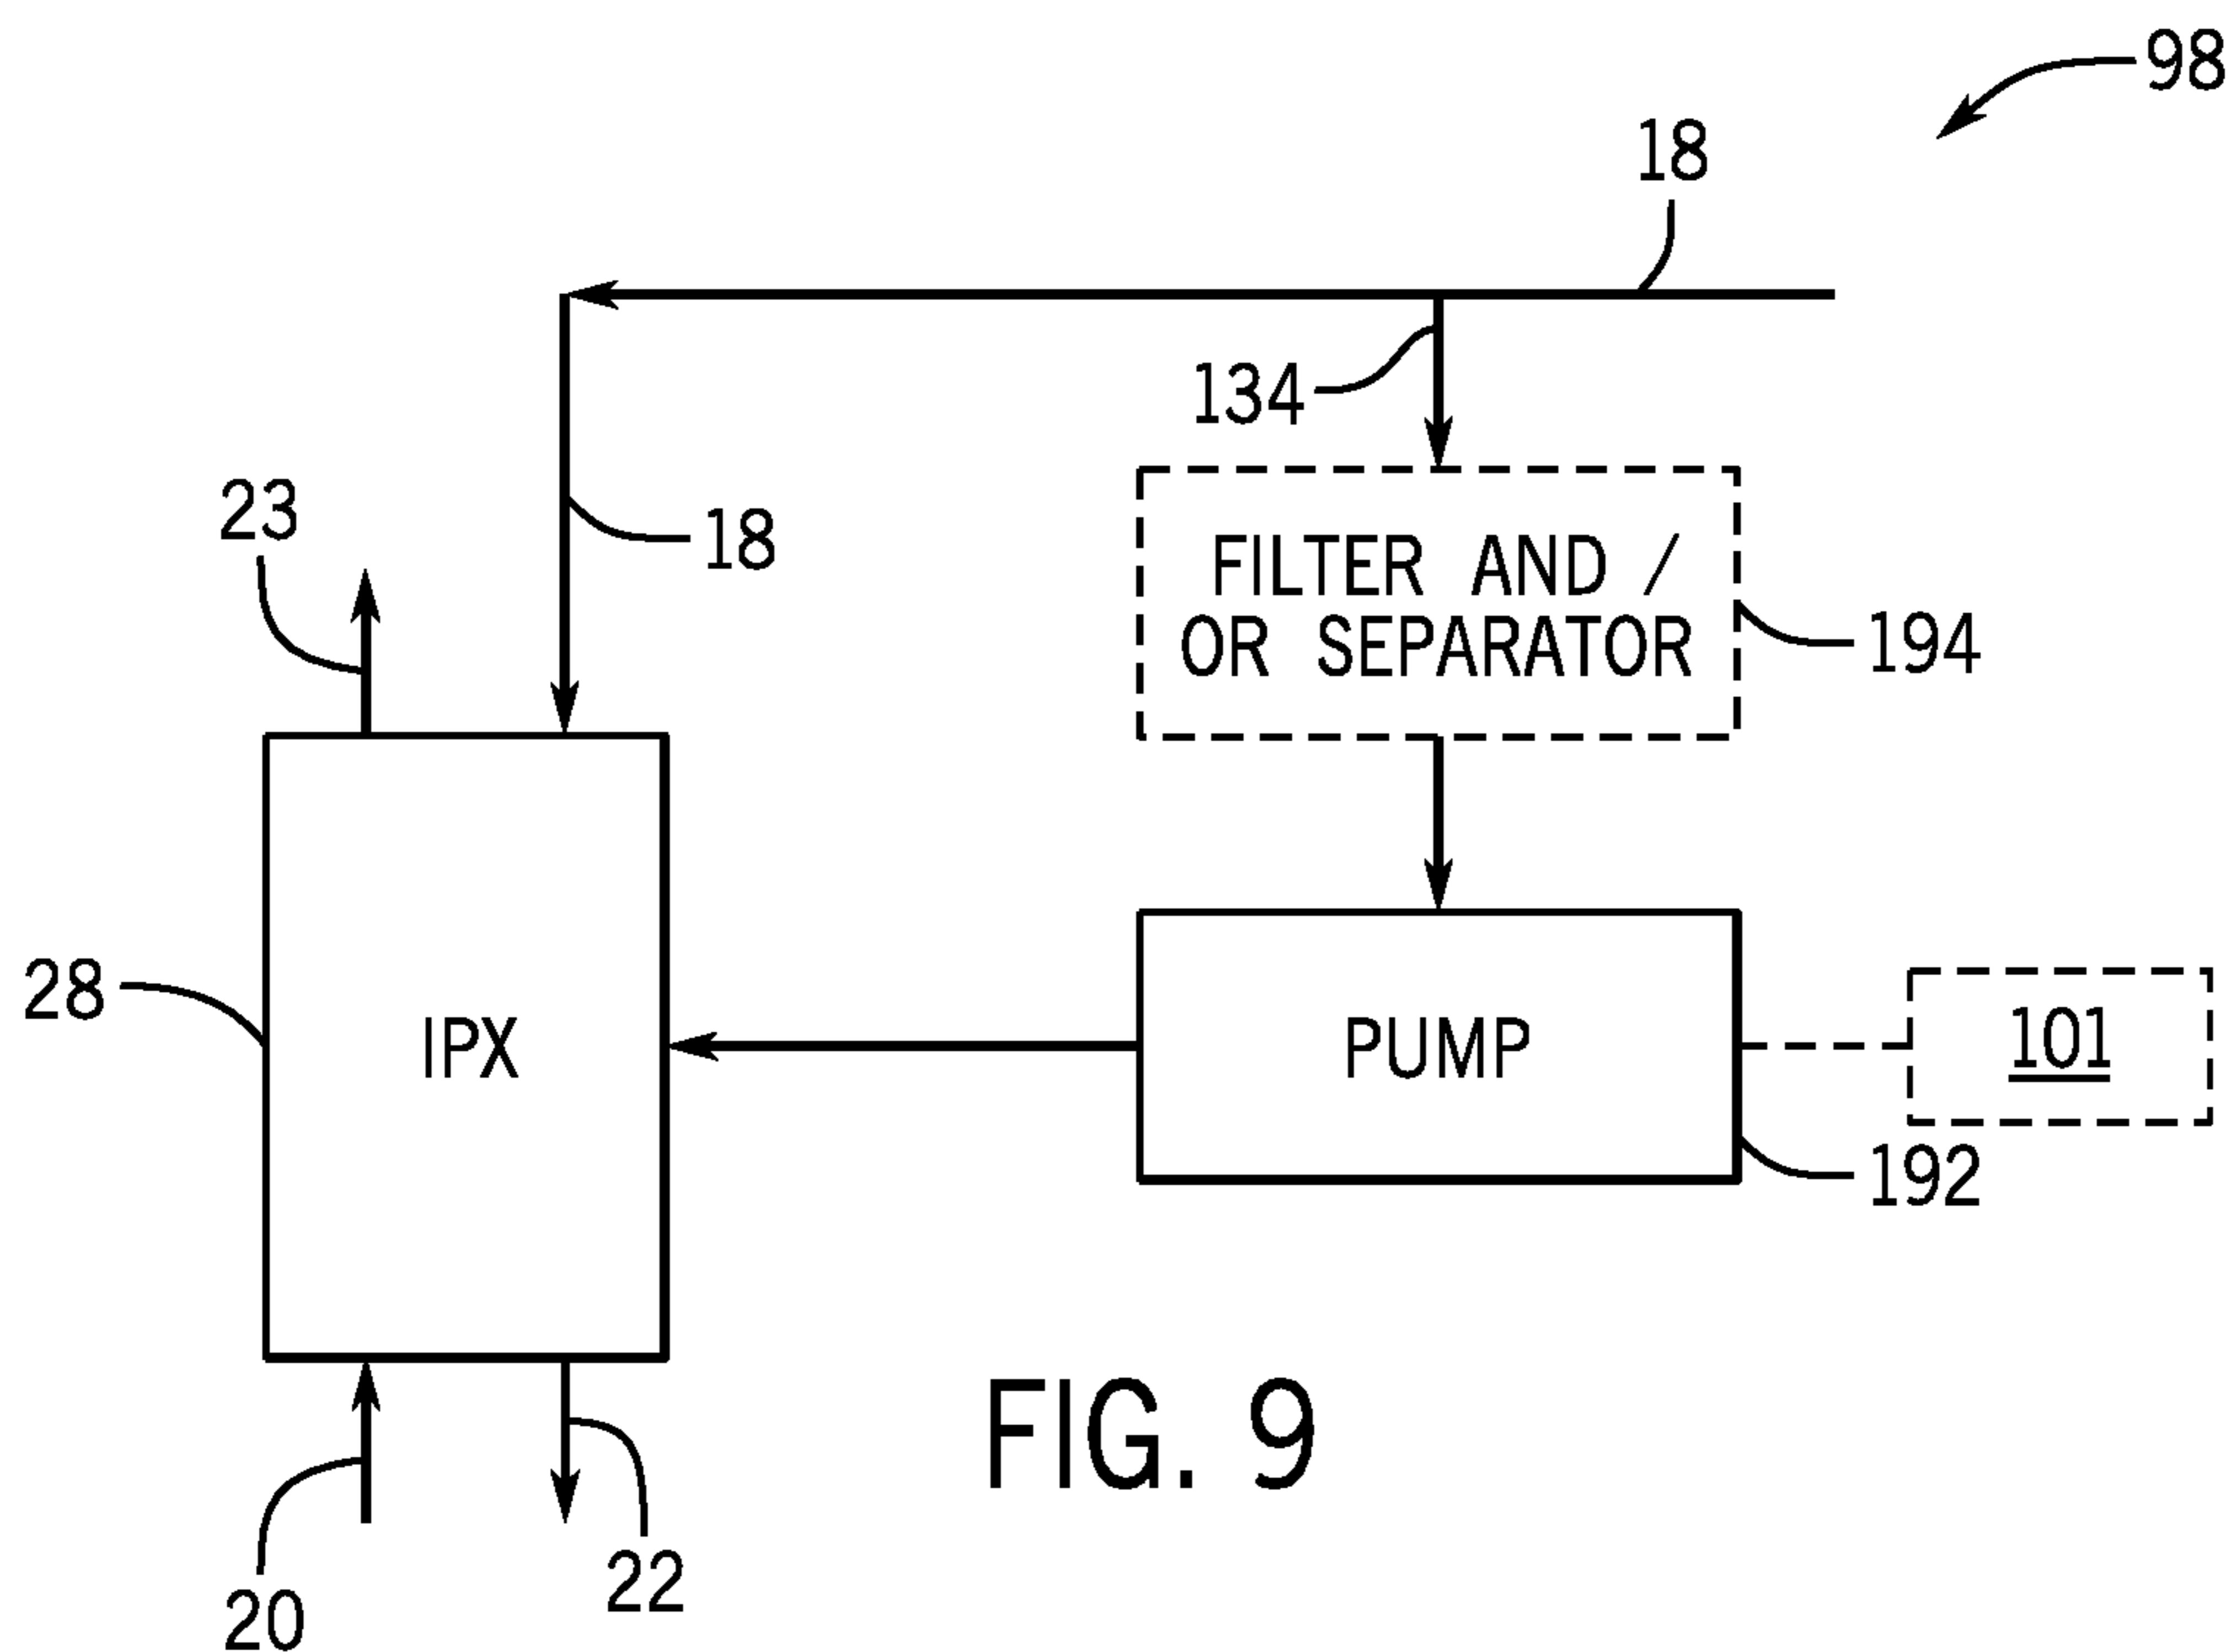 98
18
134
23
18
FILTER AND /
OR SEPARATOR
194
28
IPX
PUMP
101
192
FIG. 9
22
20